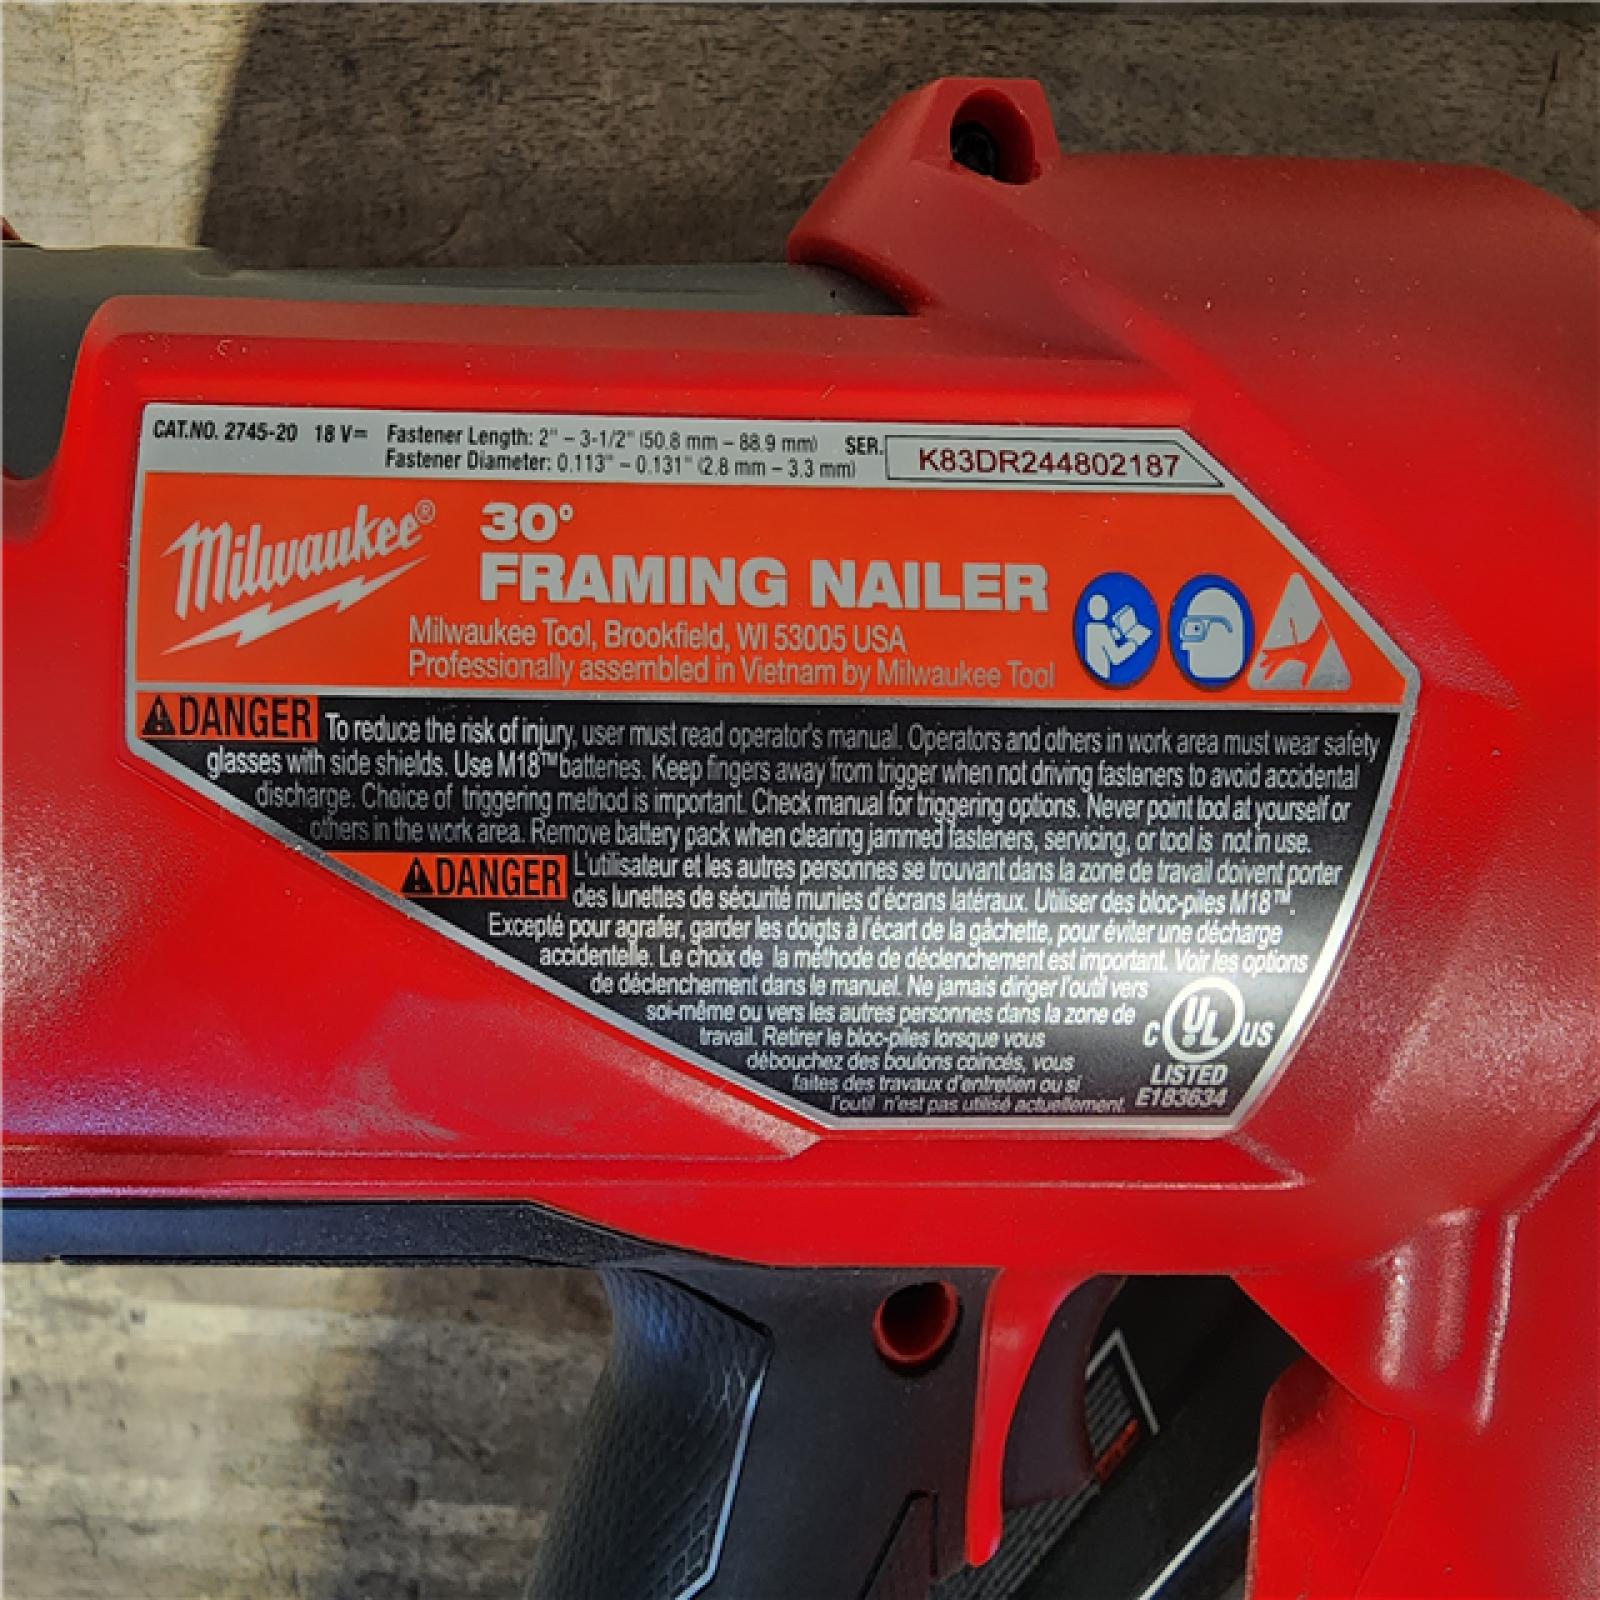 CAT.NO. 2745-20 18 V⎓ Fastener Length: 2" – 3-1/2" (50.8 mm – 88.9 mm) SER. K83DR244802187
Fastener Diameter: 0.113" – 0.131" (2.8 mm – 3.3 mm)
Milwaukee® 30°
FRAMING NAILER
Milwaukee Tool, Brookfield, WI 53005 USA
Professionally assembled in Vietnam by Milwaukee Tool
DANGER To reduce the risk of injury, user must read operator's manual. Operators and others in work area must wear safety
glasses with side shields. Use M18™ batteries. Keep fingers away from trigger when not driving fasteners to avoid accidental
discharge. Choice of triggering method is important. Check manual for triggering options. Never point tool at yourself or
others in the work area. Remove battery pack when clearing jammed fasteners, servicing, or tool is not in use.
DANGER L'utilisateur et les autres personnes se trouvant dans la zone de travail doivent porter
des lunettes de sécurité munies d'écrans latéraux. Utiliser des bloc-piles M18™.
Excepté pour agrafer, garder les doigts à l'écart de la gâchette, pour éviter une décharge
accidentelle. Le choix de la méthode de déclenchement est important. Voir les options
de déclenchement dans le manuel. Ne jamais diriger l'outil vers
soi-même ou vers les autres personnes dans la zone de
travail. Retirer le bloc-piles lorsque vous
débouchez des boulons coincés, vous
faites des travaux d'entretien ou si
l'outil n'est pas utilisé actuellement.
C UL US
LISTED
E183634